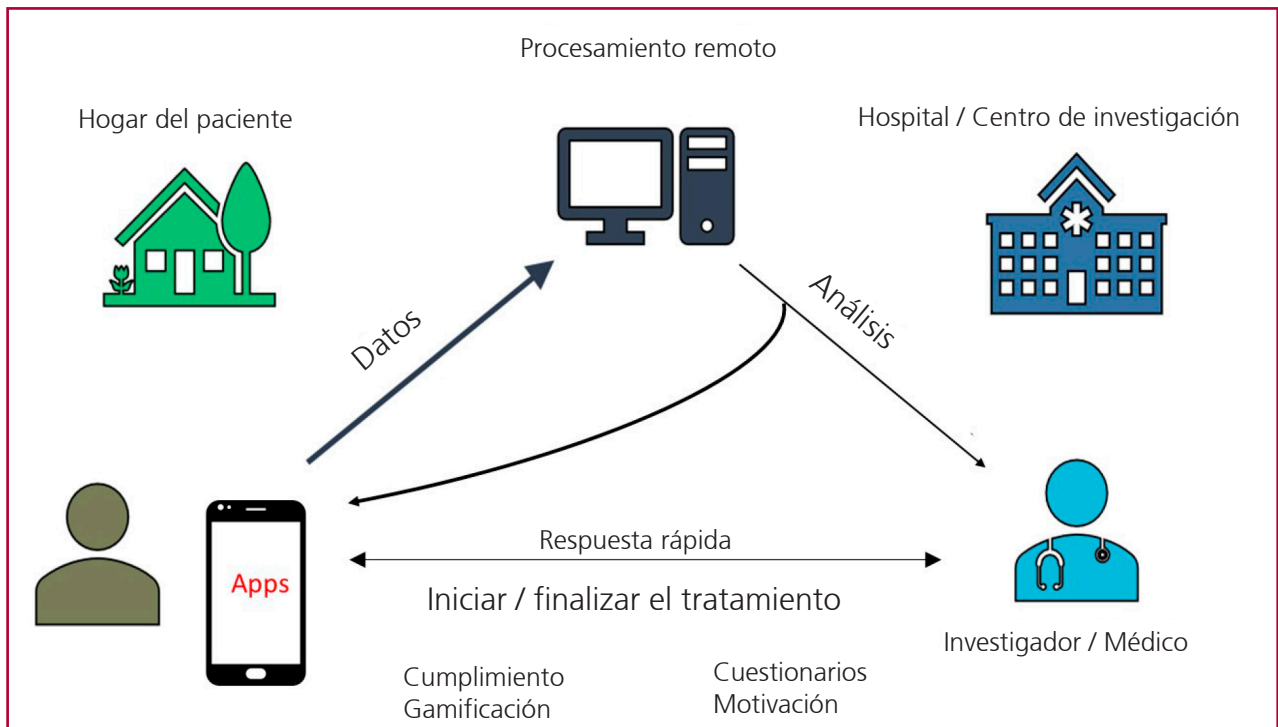 Procesamiento remoto
Hogar del paciente
Hospital / Centro de investigación
Datos
Análisis
Apps
Respuesta rápida
Iniciar / finalizar el tratamiento
Investigador / Médico
Cumplimiento
Gamificación
Cuestionarios
Motivación